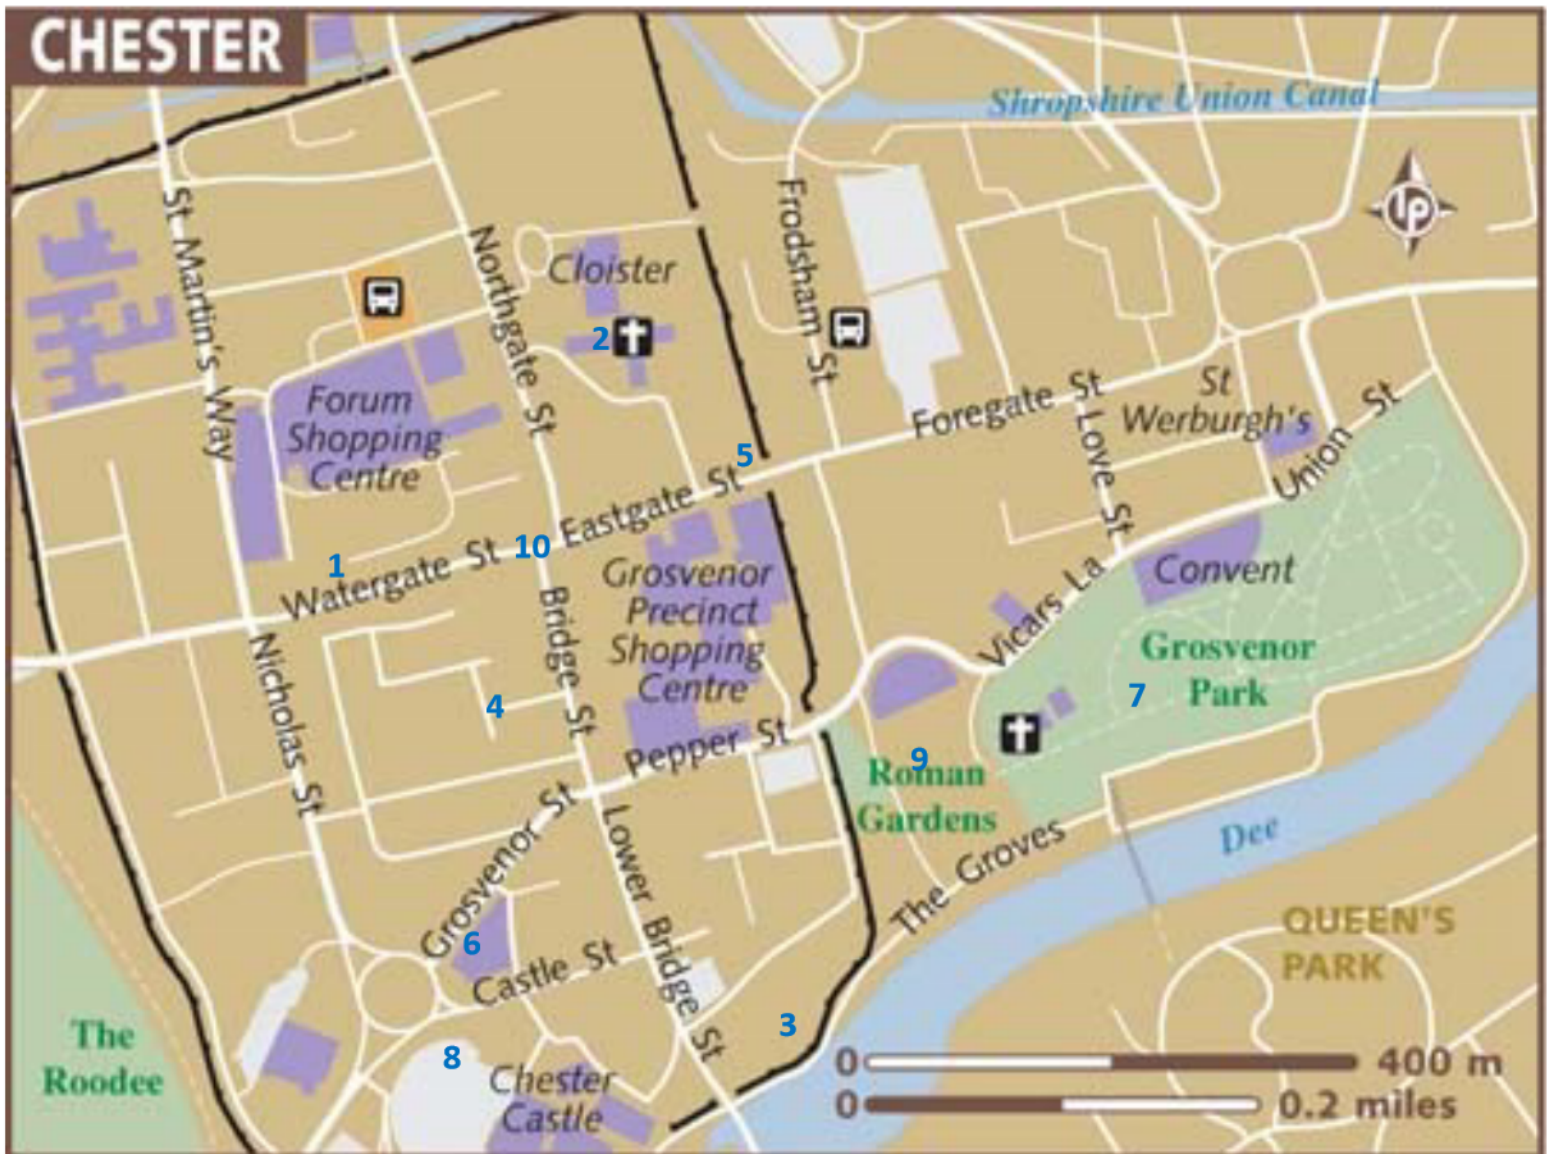 CHESTER
Shropshire Union Canal
St Martin's Way
Northgate St
Cloister
2
Frodsham St
Forum
Shopping
Centre
5
Foregate St
Love St
St
Werburgh's
Union St
1
Watergate St
10
Eastgate St
Grosvenor
Precinct
Shopping
Centre
Convent
Vicars La
Grosvenor
Park
7
Nicholas St
4
Bridge St
Pepper St
9
Roman
Gardens
The Groves
Dee
Grosvenor St
6
Castle St
Lower Bridge St
3
QUEEN'S
PARK
The
Roodee
8
Chester
Castle
0 400 m
0 0.2 miles
LP